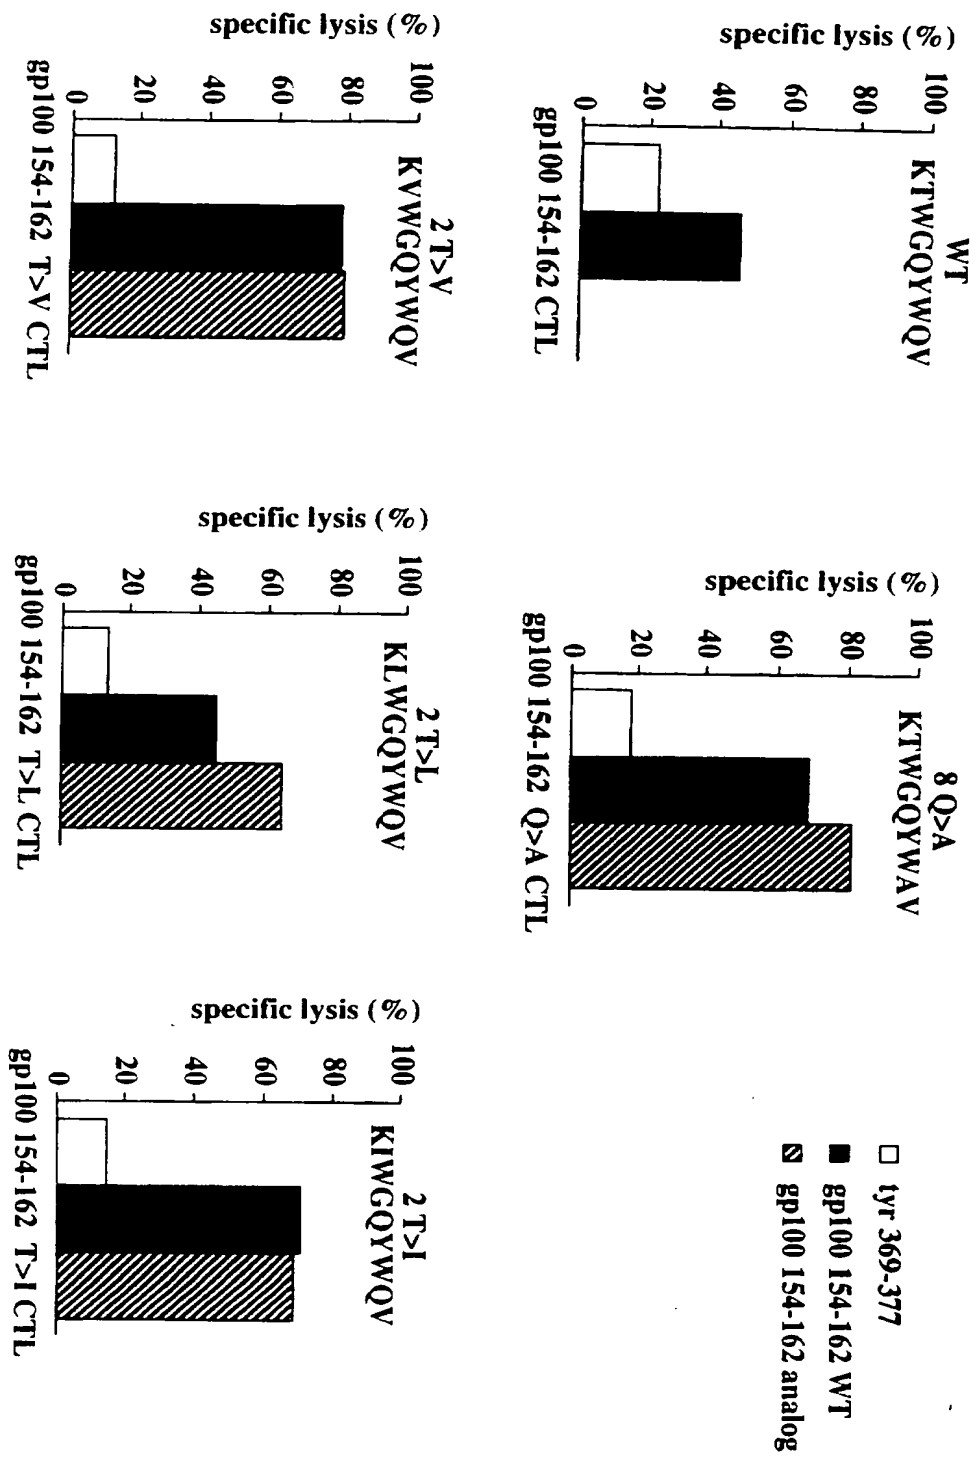 WT
KTWGQYWQV
specific lysis (%)
100
80
60
40
20
0
gp100 154-162 CTL
8 Q>A
KTWGQYWAV
specific lysis (%)
100
80
60
40
20
0
gp100 154-162 Q>A CTL
tyr 369-377
gp100 154-162 WT
gp100 154-162 analog
2 T>V
KVWGQYWQV
specific lysis (%)
100
80
60
40
20
0
gp100 154-162 T>V CTL
2 T>L
KLWGQYWQV
specific lysis (%)
100
80
60
40
20
0
gp100 154-162 T>L CTL
2 T>I
KIWGQYWQV
specific lysis (%)
100
80
60
40
20
0
gp100 154-162 T>I CTL